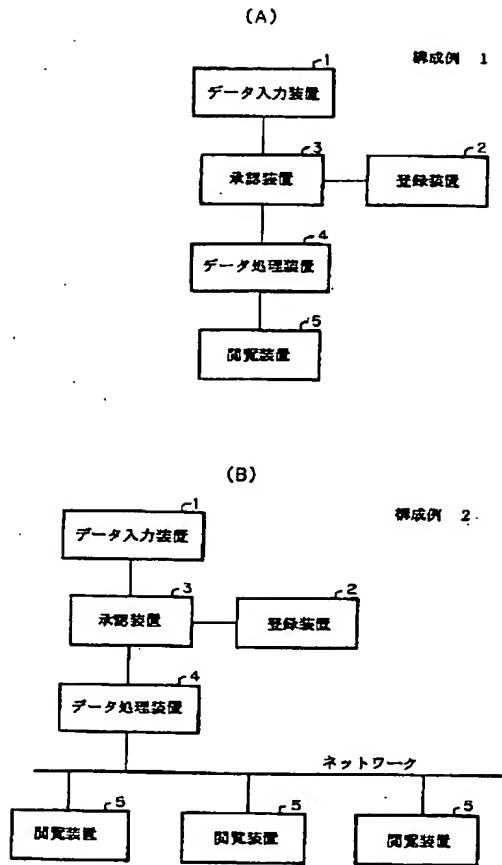 (A)
構成例 1
1
データ入力装置
3
承認装置
2
登録装置
4
データ処理装置
5
閲覧装置
(B)
構成例 2
1
データ入力装置
3
承認装置
2
登録装置
4
データ処理装置
ネットワーク
5
閲覧装置
5
閲覧装置
5
閲覧装置